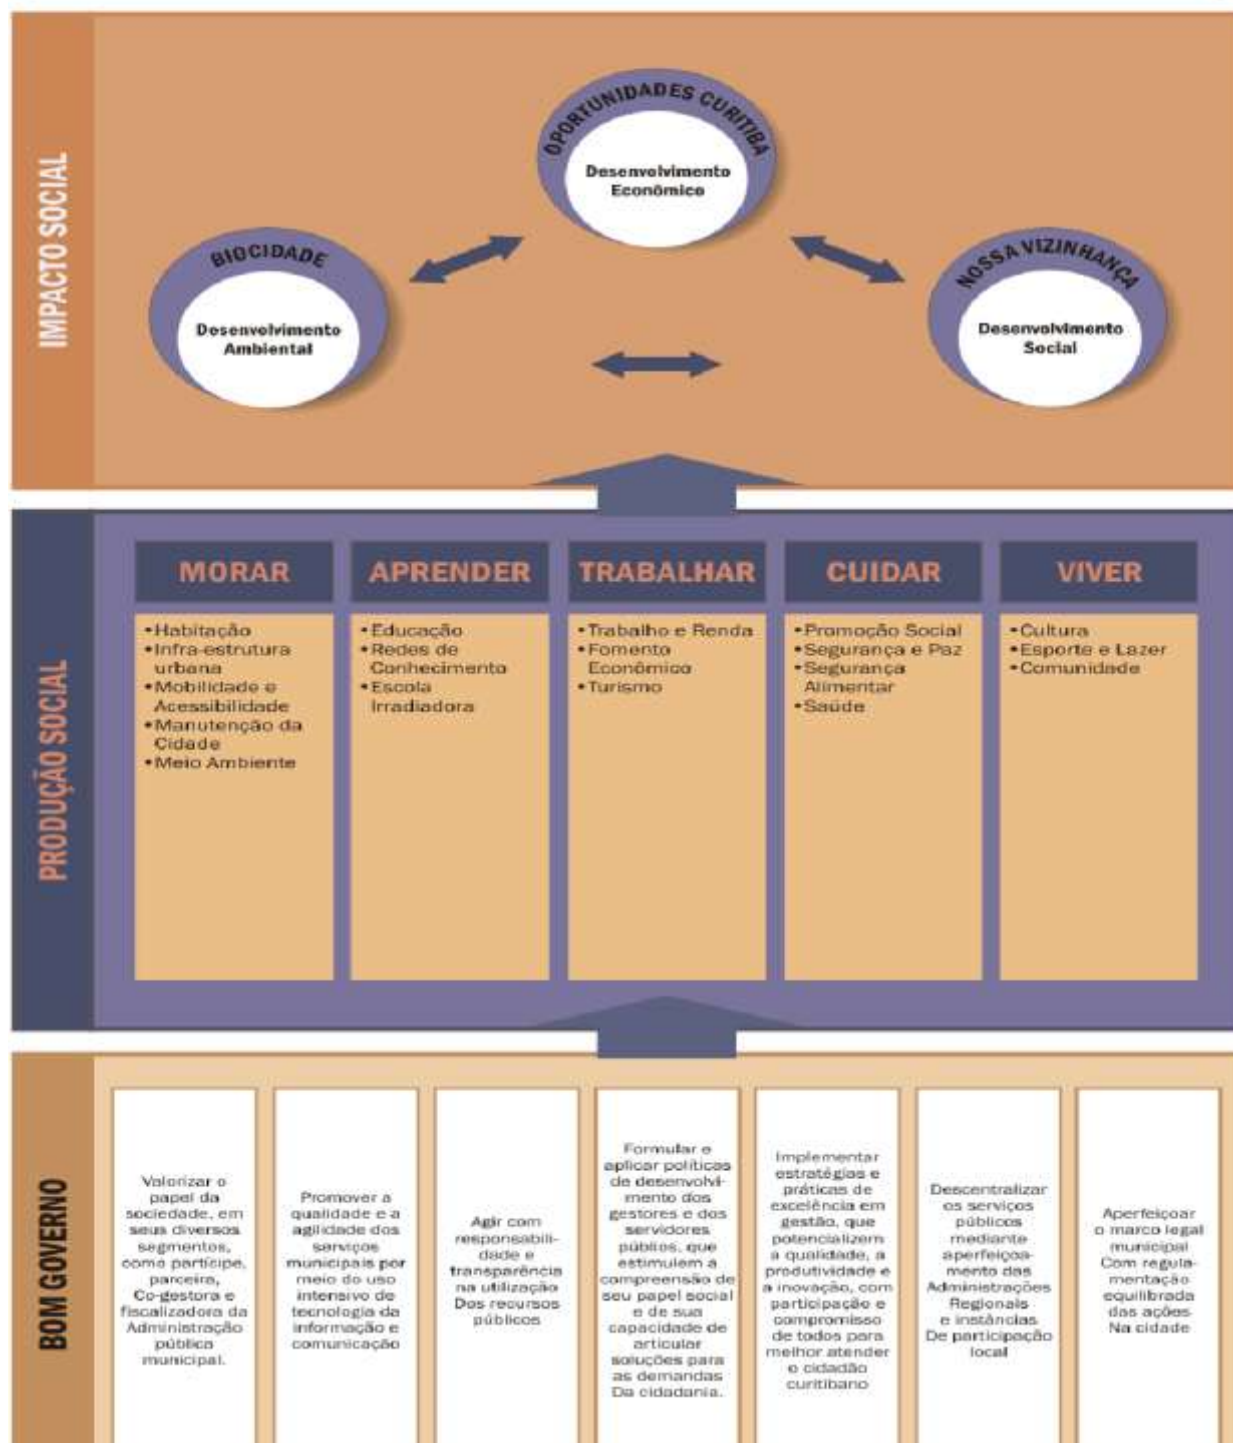 IMPACTO SOCIAL
OPORTUNIDADES CURITIBA
Desenvolvimento
Econômico
BIOCIDADE
Desenvolvimento
Ambiental
NOSSA VIZINHANÇA
Desenvolvimento
Social
PRODUÇÃO SOCIAL
MORAR
•Habitação
•Infra-estrutura
urbana
•Mobilidade e
Acessibilidade
•Manutenção da
Cidade
•Meio Ambiente
APRENDER
•Educação
•Redes de
Conhecimento
•Escola
Irradiadora
TRABALHAR
•Trabalho e Renda
•Fomento
Econômico
•Turismo
CUIDAR
•Promoção Social
•Segurança e Paz
•Segurança
Alimentar
•Saúde
VIVER
•Cultura
•Esporte e Lazer
•Comunidade
BOM GOVERNO
Valorizar o
papel da
sociedade, em
seus diversos
segmentos,
como partícipe,
parceira,
Co-gestora e
fiscalizadora da
Administração
pública
municipal.
Promover a
qualidade e a
agilidade dos
serviços
municipais por
meio do uso
intensivo de
tecnologia da
informação e
comunicação
Agir com
responsabili-
dade e
transparência
na utilização
Dos recursos
públicos
Formular e
aplicar políticas
de desenvolvi-
mento dos
gestores e dos
servidores
públios, que
estimulem a
compreensão de
seu papel social
e de sua
capacidade de
articular
soluções para
as demandas
Da cidadania.
Implementar
estratégias e
práticas de
excelência em
gestão, que
potencializem
a qualidade, a
produtividade e
a inovação, com
participação e
compromisso
de todos para
melhor atender
o cidadão
curitibano
Descentralizar
os serviços
públicos
mediante
aperfeiçoa-
mento das
Administrações
Regionais
e instâncias
De participação
local
Aperfeiçoar
o marco legal
municipal
Com regula-
mentação
equilibrada
das ações
Na cidade